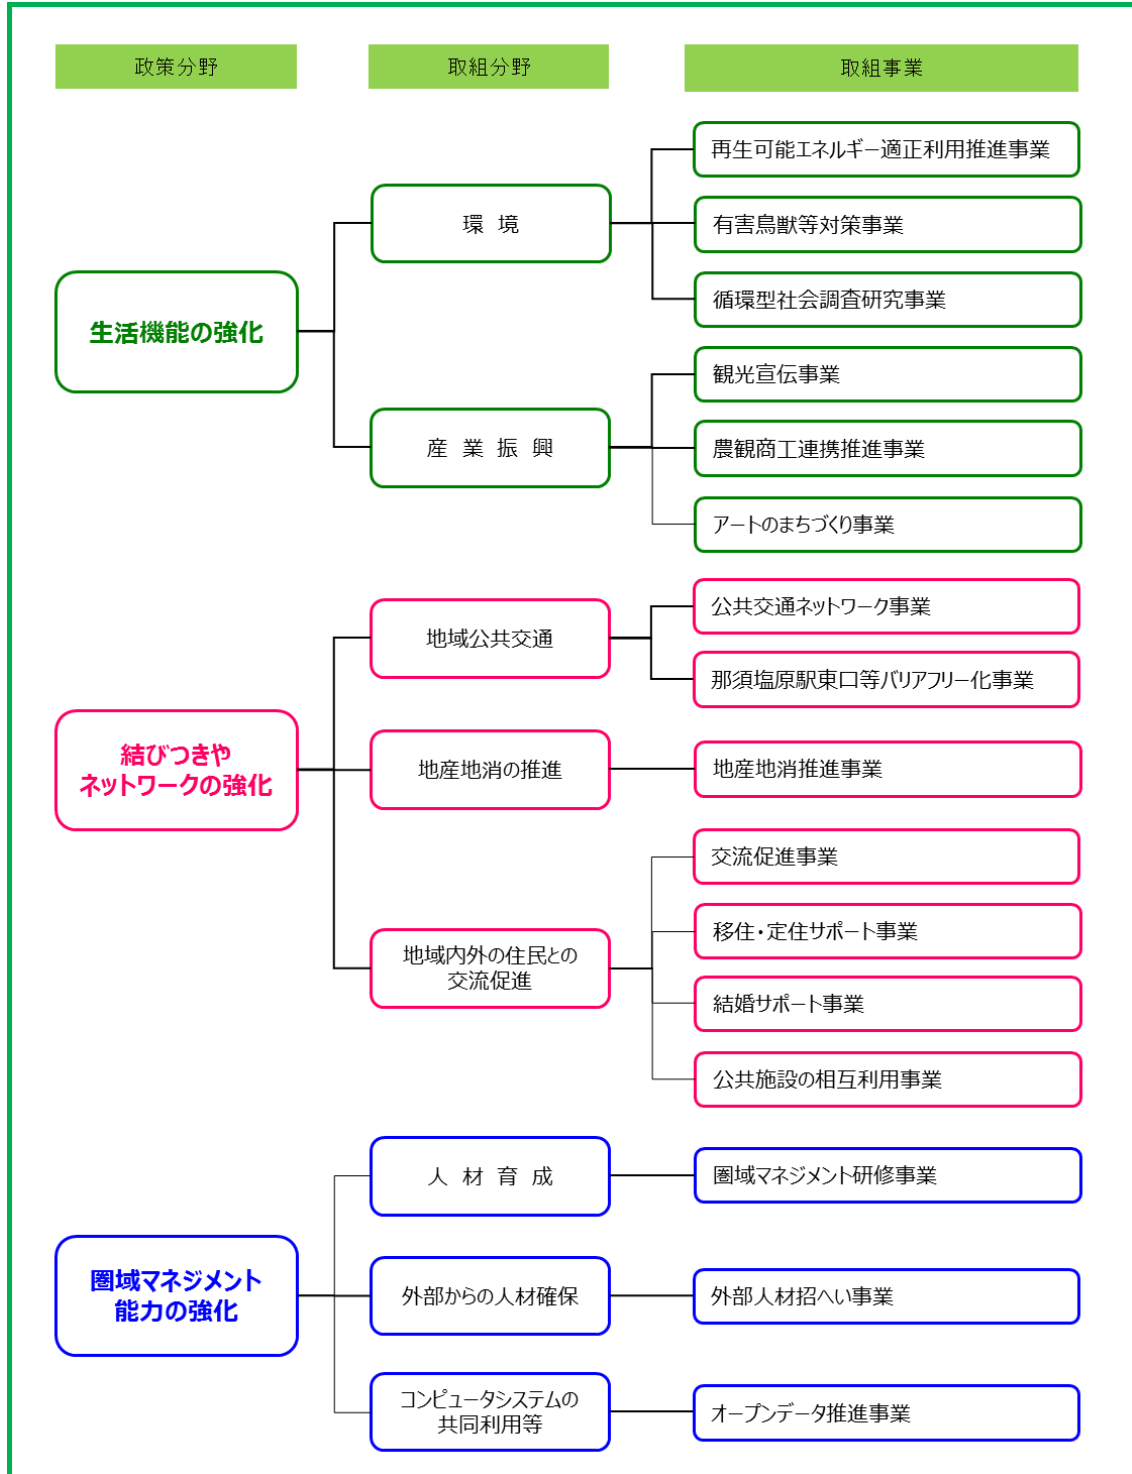 政策分野
取組分野
取組事業
生活機能の強化
環 境
再生可能エネルギー適正利用推進事業
有害鳥獣等対策事業
循環型社会調査研究事業
産 業 振 興
観光宣伝事業
農観商工連携推進事業
アートのまちづくり事業
結びつきや
ネットワークの強化
地域公共交通
公共交通ネットワーク事業
那須塩原駅東口等バリアフリー化事業
地産地消の推進
地産地消推進事業
地域内外の住民との
交流促進
交流促進事業
移住・定住サポート事業
結婚サポート事業
公共施設の相互利用事業
圏域マネジメント
能力の強化
人 材 育 成
圏域マネジメント研修事業
外部からの人材確保
外部人材招へい事業
コンピュータシステムの
共同利用等
オープンデータ推進事業